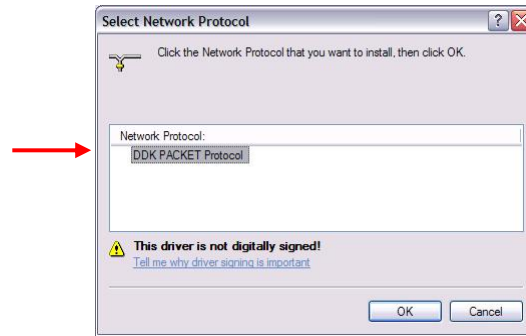 Select Network Protocol
Click the Network Protocol that you want to install, then click OK.
Network Protocol:
DDK PACKET Protocol
This driver is not digitally signed!
Tell me why driver signing is important
OK Cancel